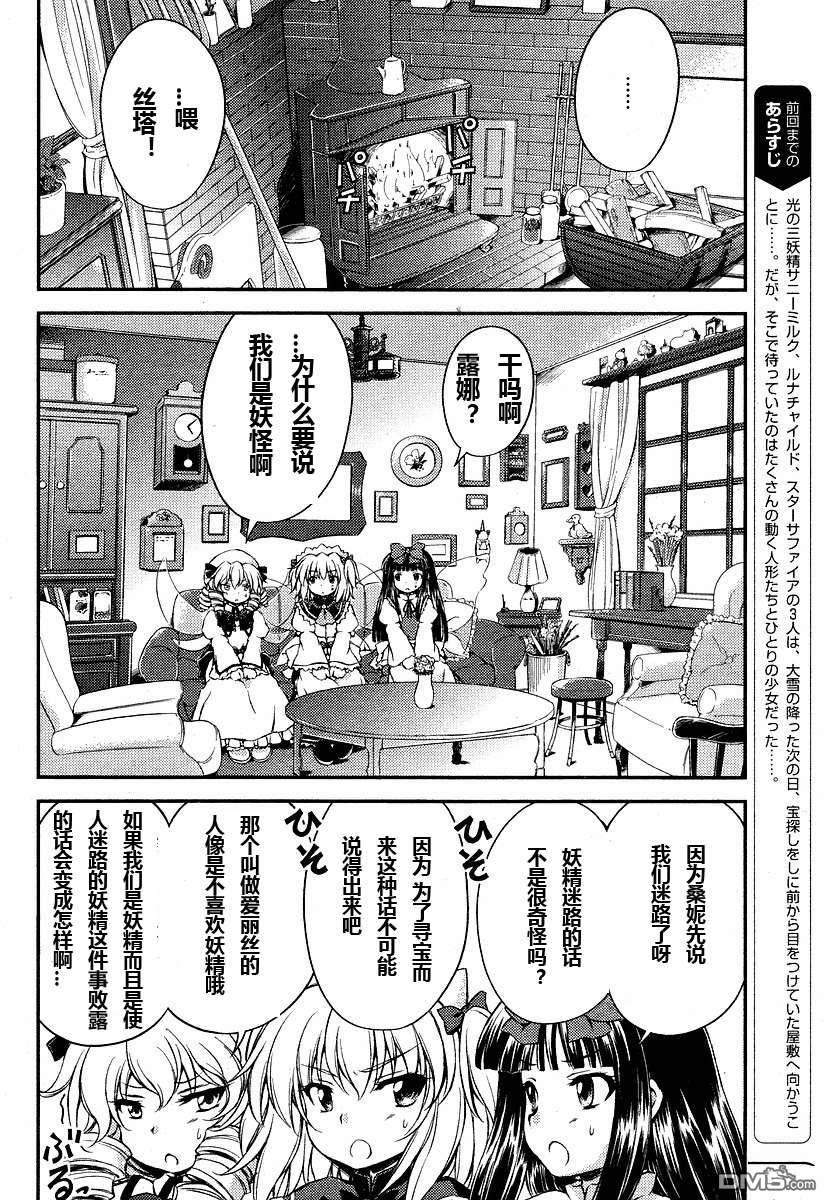 前回までの
あらすじ
光の三妖精サニーミルク、ルナチャイルド、スターサファイアの3人は、大雪の降った次の日、宝探しをしに前から目をつけていた屋敷へ向かうこ
とに……。だが、そこで待っていたのはたくさんの動く人形たちとひとりの少女だった……。
……
…喂
丝塔！
パチ
パチ
干吗啊
露娜？
…为什么要说
我们是妖怪啊
因为桑妮先说
我们迷路了呀
妖精迷路的话
不是很奇怪吗？
因为 为了寻宝而
来这种话不可能
说得出来吧
那个叫做爱丽丝的
人像是不喜欢妖精哦
如果我们是妖精而且是使
人迷路的妖精这件事败露
的话会变成怎样啊…
ひそ
ひそ
ぶるっ
DM5.com